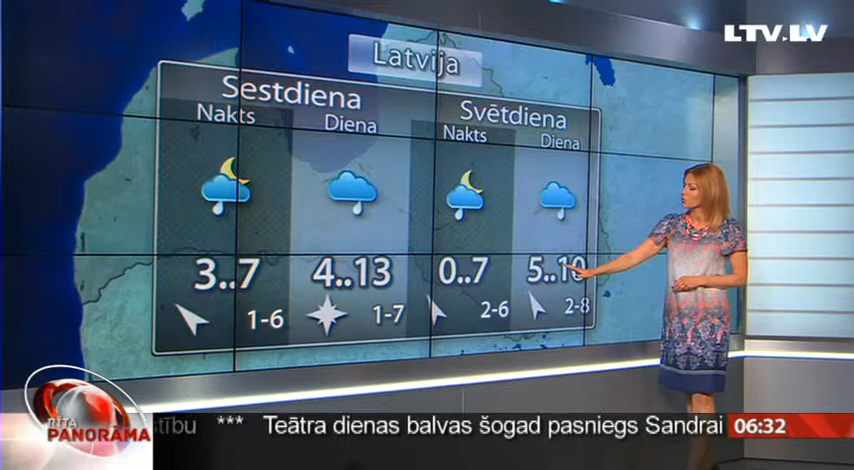 LTV.LV
Latvija
Sestdiena
Nakts Diena
Svētdiena
Nakts Diena
3..7 4..13 0..7 5..10
1-6 1-7 2-6 2-8
RĪTA
PANORĀMA
*** Teātra dienas balvas šogad pasniegs Sandrai
06:32